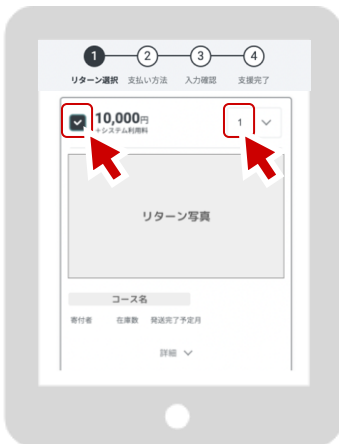 1 2 3 4
リターン選択 支払い方法 入力確認 支援完了
10,000円 1
+システム利用料
リターン写真
コース名
寄付者 在庫数 発送完了予定月
詳細